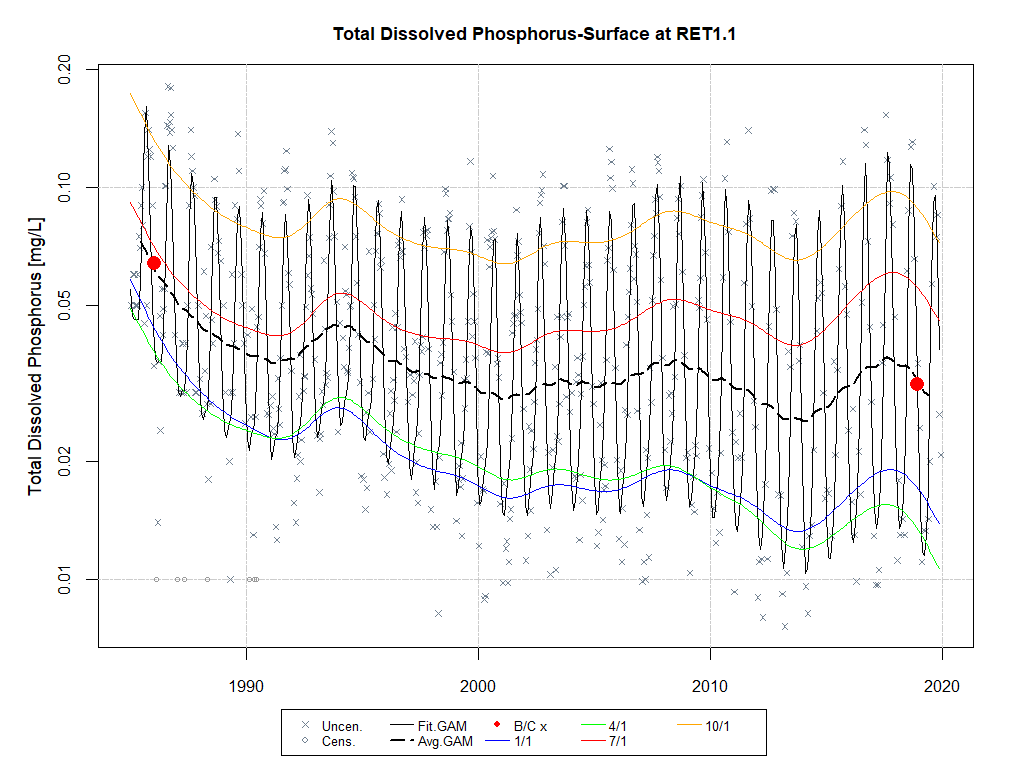 Total Dissolved Phosphorus-Surface at RET1.1
Total Dissolved Phosphorus [mg/L]
0.20
0.10
0.05
0.02
0.01
1990 2000 2010 2020
Uncen. Fit.GAM B/C x 4/1 10/1
Cens. Avg.GAM 1/1 7/1